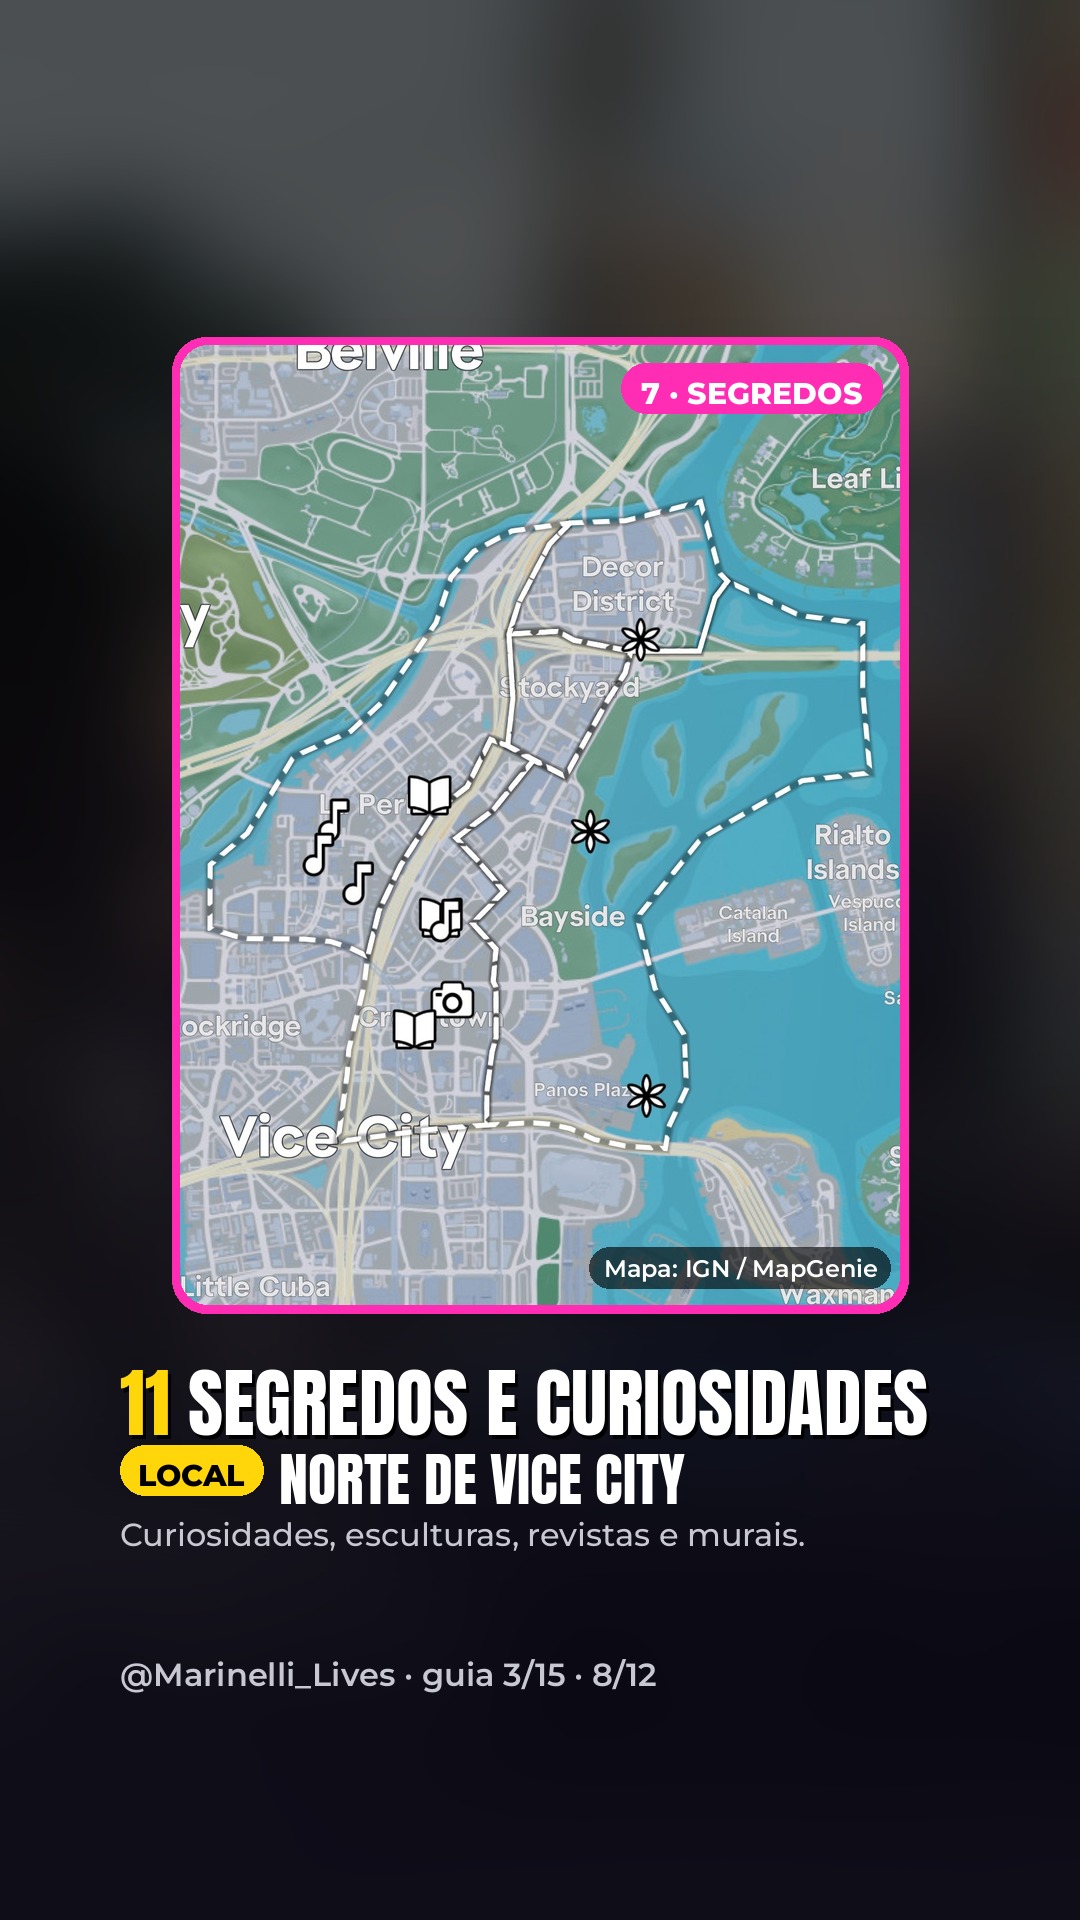 Belville
7 · SEGREDOS
Leaf Li
Decor
District
y
Stockyard
Rialto
Islands
Catalan
Island
Vespucc
Island
Bayside
Sa
ockridge
Panos Plaz
Vice City
S
Mapa: IGN / MapGenie
Little Cuba
Waxman
11 SEGREDOS E CURIOSIDADES
LOCAL NORTE DE VICE CITY
Curiosidades, esculturas, revistas e murais.
@Marinelli_Lives · guia 3/15 · 8/12